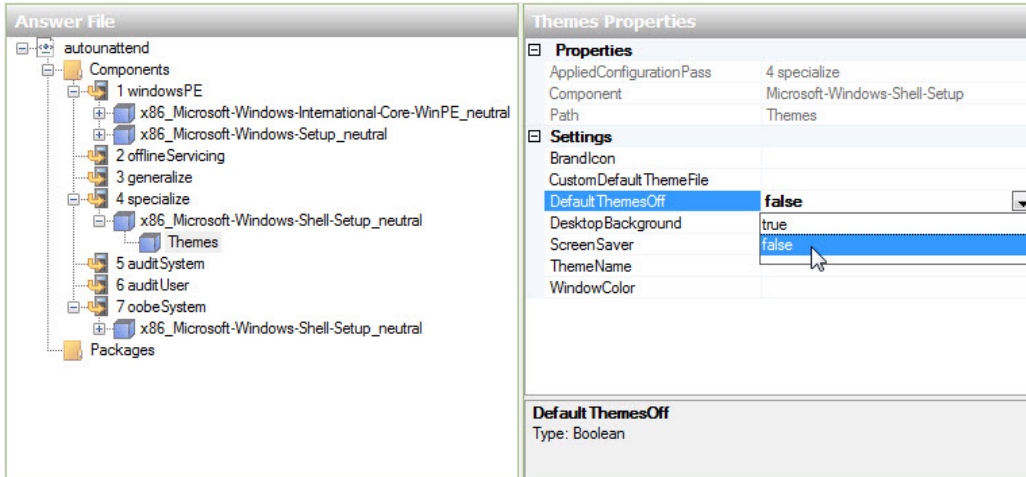 Answer File
autounattend
Components
1 windowsPE
x86_Microsoft-Windows-International-Core-WinPE_neutral
x86_Microsoft-Windows-Setup_neutral
2 offlineServicing
3 generalize
4 specialize
x86_Microsoft-Windows-Shell-Setup_neutral
Themes
5 auditSystem
6 auditUser
7 oobeSystem
x86_Microsoft-Windows-Shell-Setup_neutral
Packages
Themes Properties
Properties
AppliedConfigurationPass 4 specialize
Component Microsoft-Windows-Shell-Setup
Path Themes
Settings
BrandIcon
CustomDefaultThemeFile
DefaultThemesOff false
DesktopBackground true
ScreenSaver false
ThemeName
WindowColor
DefaultThemesOff
Type: Boolean